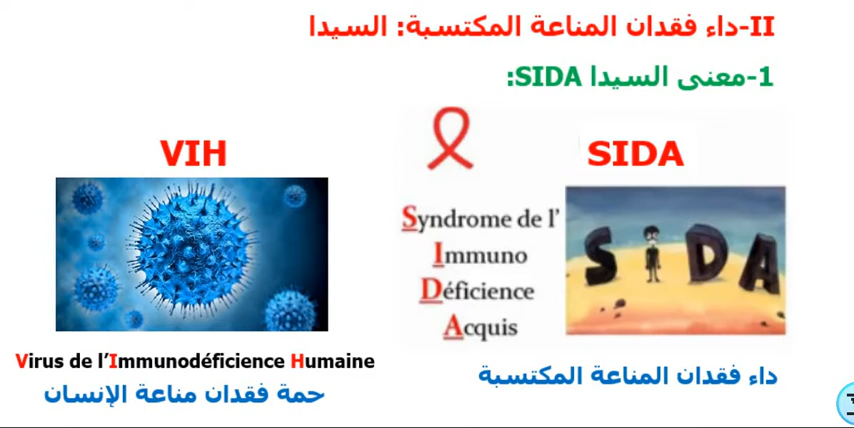 II-داء فقدان المناعة المكتسبة: السيدا
1-معنى السيدا SIDA:
SIDA
Syndrome de l'
Immuno
Déficience
Acquis
S DA
داء فقدان المناعة المكتسبة
VIH
Virus de l’Immunodéficience Humaine
حمة فقدان مناعة الإنسان